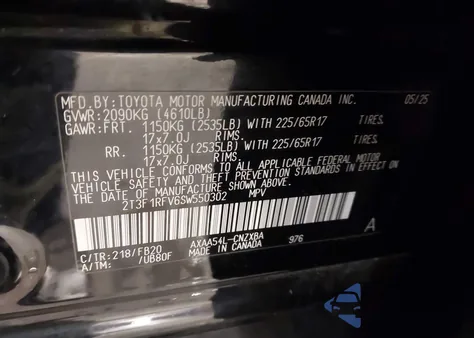 MFD.BY: TOYOTA MOTOR MANUFACTURING CANADA INC. 05/25
GVWR: 2090KG (4610LB)
GAWR: FRT. 1150KG (2535LB) WITH 225/65R17 TIRES,
17x7.0J RIMS.
RR. 1150KG (2535LB) WITH 225/65R17 TIRES,
17x7.0J RIMS.
THIS VEHICLE CONFORMS TO ALL APPLICABLE FEDERAL MOTOR
VEHICLE SAFETY AND THEFT PREVENTION STANDARDS IN EFFECT ON
THE DATE OF MANUFACTURE SHOWN ABOVE.
2T3F1RFV6SW550302 MPV
C/TR: 218/FB20 AXAA54L-CNZXBA 976 A
A/TM: /UB80F MADE IN CANADA